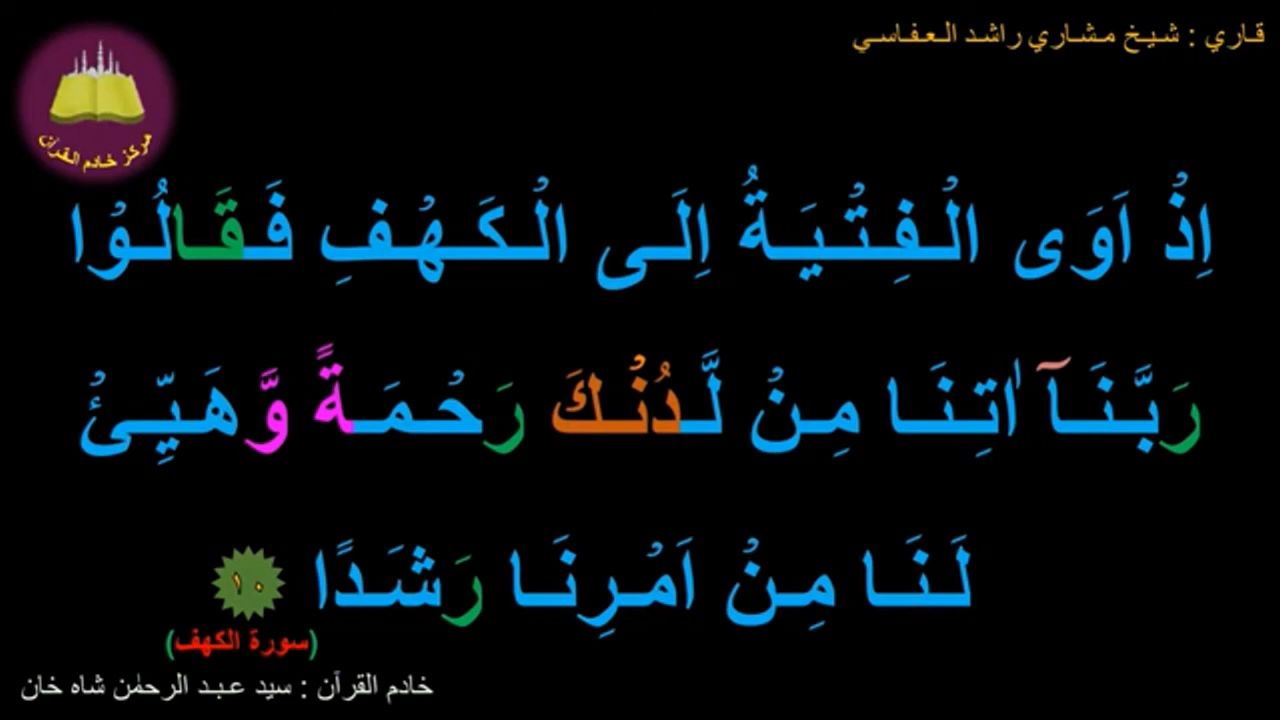 قاري : شيخ مشاري راشد العفاسي
مركز خادم القرآن
اِذْ اَوَى الْفِتْيَةُ اِلَى الْكَهْفِ فَقَالُوْا
رَبَّنَآ اٰتِنَا مِنْ لَّدُنْكَ رَحْمَةً وَّهَيِّئْ
لَنَا مِنْ اَمْرِنَا رَشَدًا ١٠
(سورة الكهف)
خادم القرآن : سيد عبد الرحمٰن شاه خان